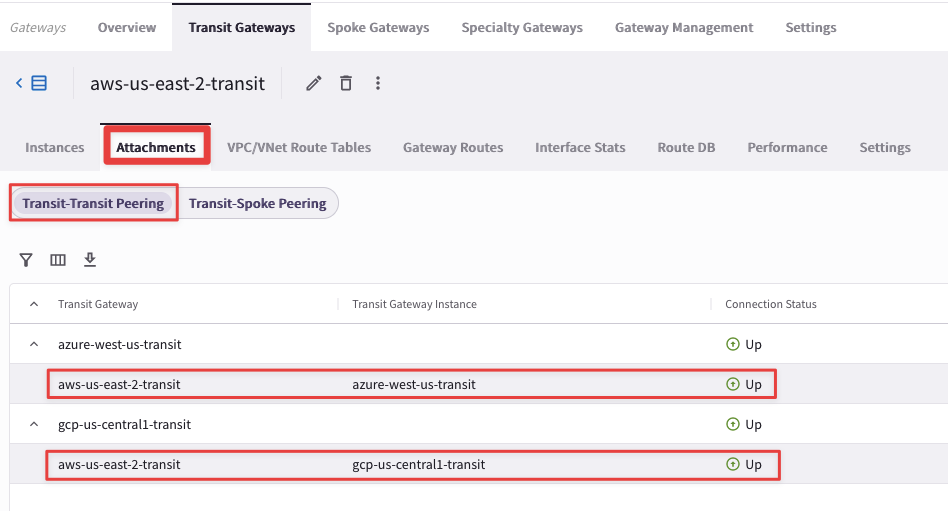 Gateways Overview Transit Gateways Spoke Gateways Specialty Gateways Gateway Management Settings
aws-us-east-2-transit
Instances Attachments VPC/VNet Route Tables Gateway Routes Interface Stats Route DB Performance Settings
Transit-Transit Peering Transit-Spoke Peering
Transit Gateway Transit Gateway Instance Connection Status
azure-west-us-transit Up
aws-us-east-2-transit azure-west-us-transit Up
gcp-us-central1-transit Up
aws-us-east-2-transit gcp-us-central1-transit Up